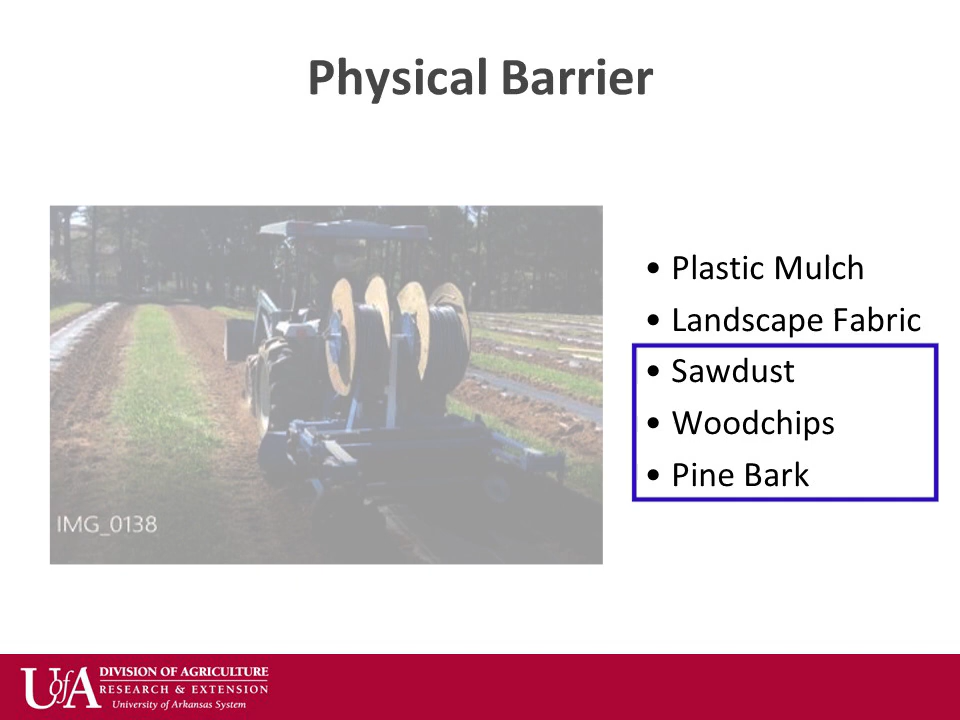 Physical Barrier
• Plastic Mulch
• Landscape Fabric
• Sawdust
• Woodchips
• Pine Bark
IMG_0138
UofA
DIVISION OF AGRICULTURE
RESEARCH & EXTENSION
University of Arkansas System